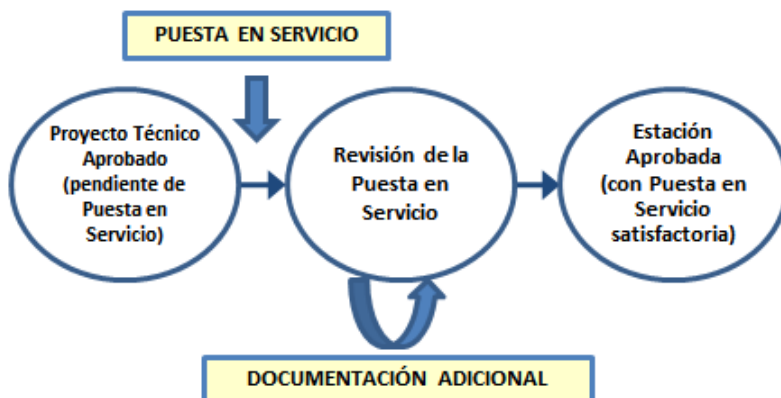 PUESTA EN SERVICIO
Proyecto Técnico
Aprobado
(pendiente de
Puesta en
Servicio)
Revisión de la
Puesta en
Servicio
Estación
Aprobada
(con Puesta en
Servicio
satisfactoria)
DOCUMENTACIÓN ADICIONAL